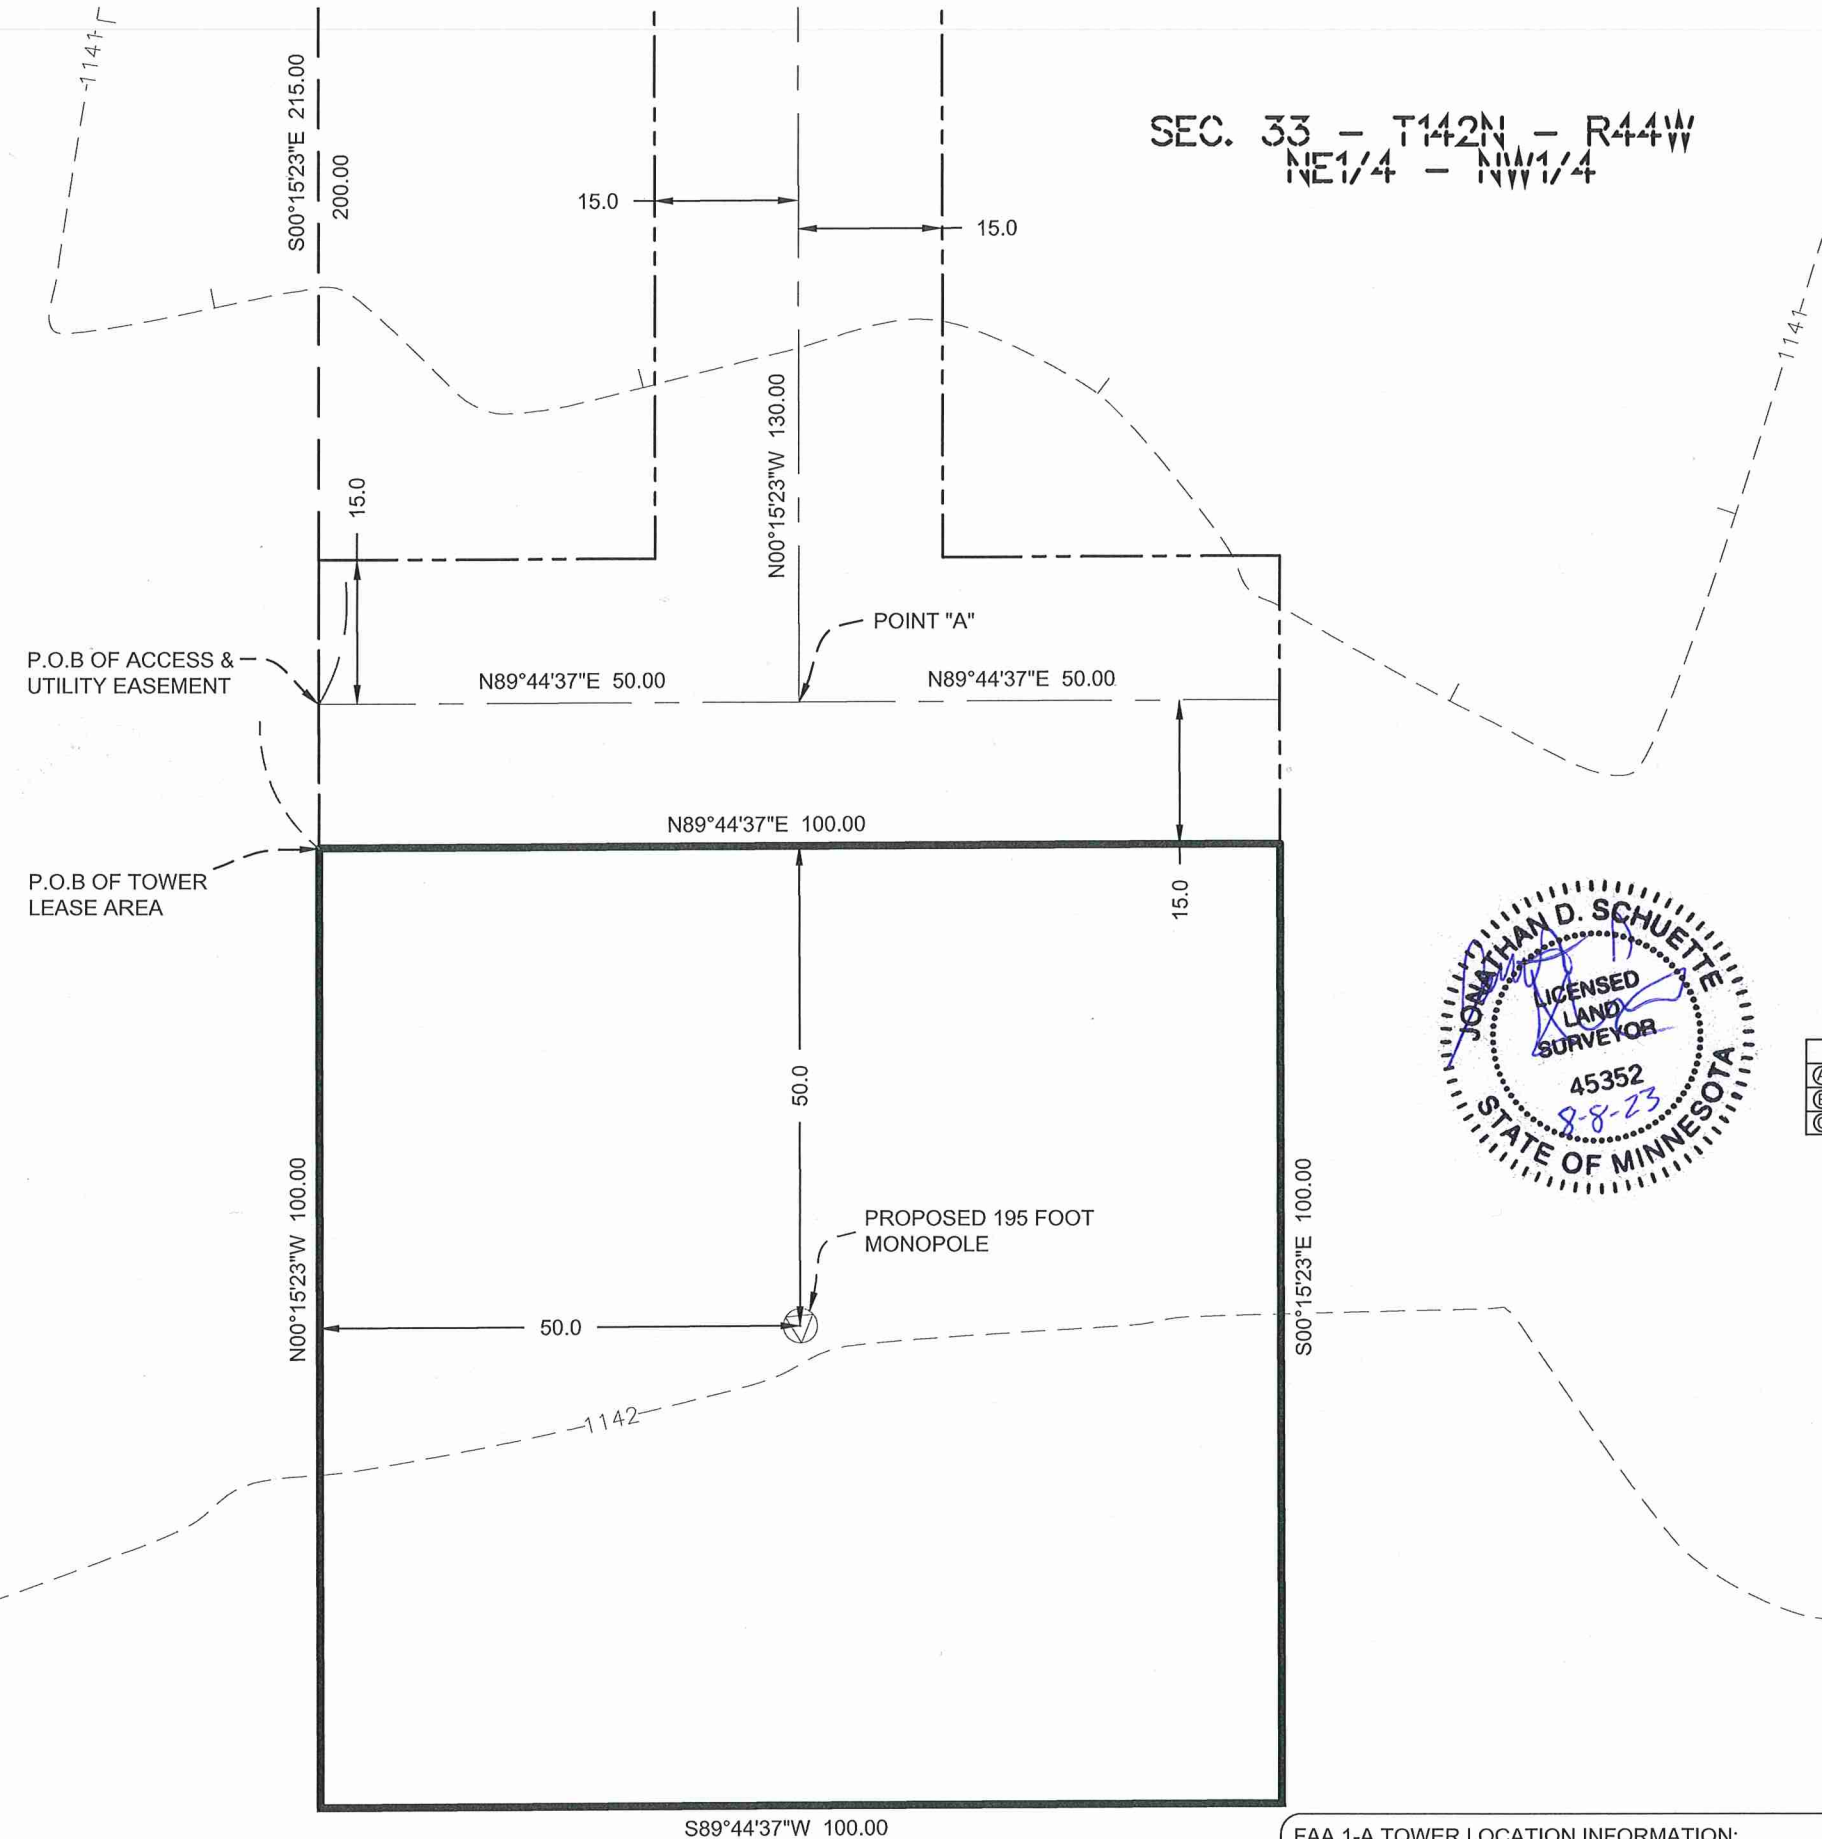 -1141-
S00°15'23"E 215.00
200.00
SEC. 33 - T142N - R44W
NE1/4 - NW1/4
15.0
15.0
1141
N00°15'23"W 130.00
15.0
POINT "A"
P.O.B OF ACCESS &
UTILITY EASEMENT
N89°44'37"E 50.00
N89°44'37"E 50.00
N89°44'37"E 100.00
P.O.B OF TOWER
LEASE AREA
15.0
JONATHAN D. SCHUETTE
LICENSED
LAND
SURVEYOR
45352
8-8-23
STATE OF MINNESOTA
50.0
N00°15'23"W 100.00
S00°15'23"E 100.00
PROPOSED 195 FOOT
MONOPOLE
50.0
1142
S89°44'37"W 100.00
FAA 1-A TOWER LOCATION INFORMATION: